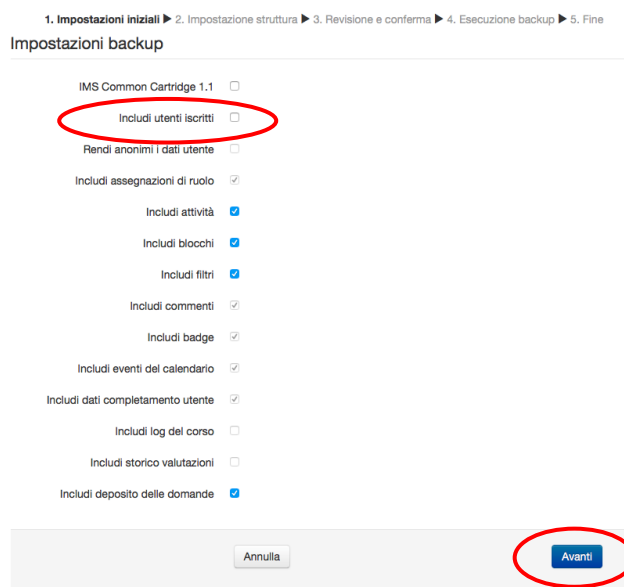 1. Impostazioni iniziali ▶ 2. Impostazione struttura ▶ 3. Revisione e conferma ▶ 4. Esecuzione backup ▶ 5. Fine
Impostazioni backup
IMS Common Cartridge 1.1
Includi utenti iscritti
Rendi anonimi i dati utente
Includi assegnazioni di ruolo
Includi attività
Includi blocchi
Includi filtri
Includi commenti
Includi badge
Includi eventi del calendario
Includi dati completamento utente
Includi log del corso
Includi storico valutazioni
Includi deposito delle domande
Annulla Avanti